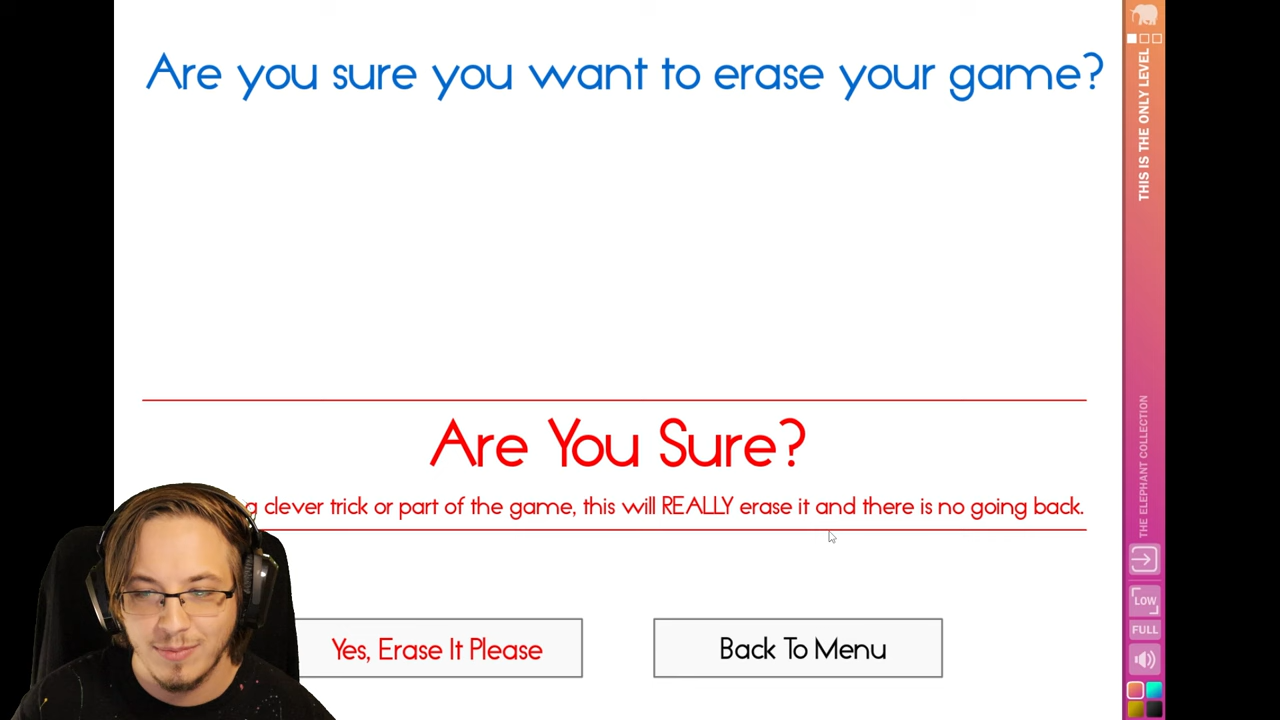 Are you sure you want to erase your game?
Are You Sure?
clever trick or part of the game, this will REALLY erase it and there is no going back.
Yes, Erase It Please
Back To Menu
THIS IS THE ONLY LEVEL
THE ELEPHANT COLLECTION
LOW
FULL